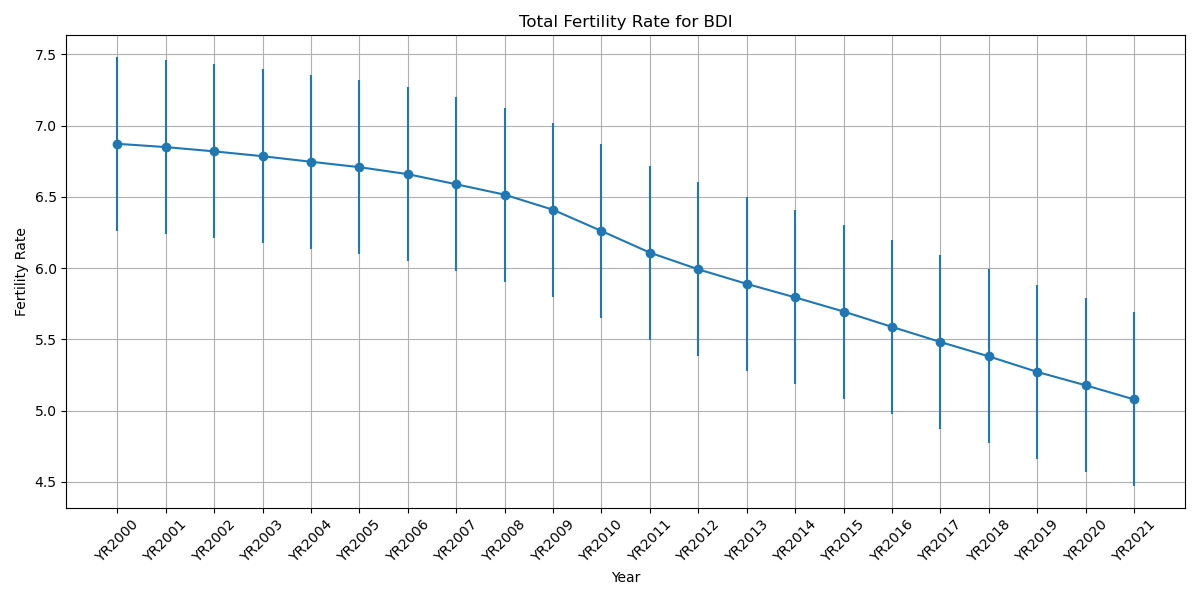 Total Fertility Rate for BDI
Fertility Rate
7.5
7.0
6.5
6.0
5.5
5.0
4.5
YR2000
YR2001
YR2002
YR2003
YR2004
YR2005
YR2006
YR2007
YR2008
YR2009
YR2010
YR2011
YR2012
YR2013
YR2014
YR2015
YR2016
YR2017
YR2018
YR2019
YR2020
YR2021
Year